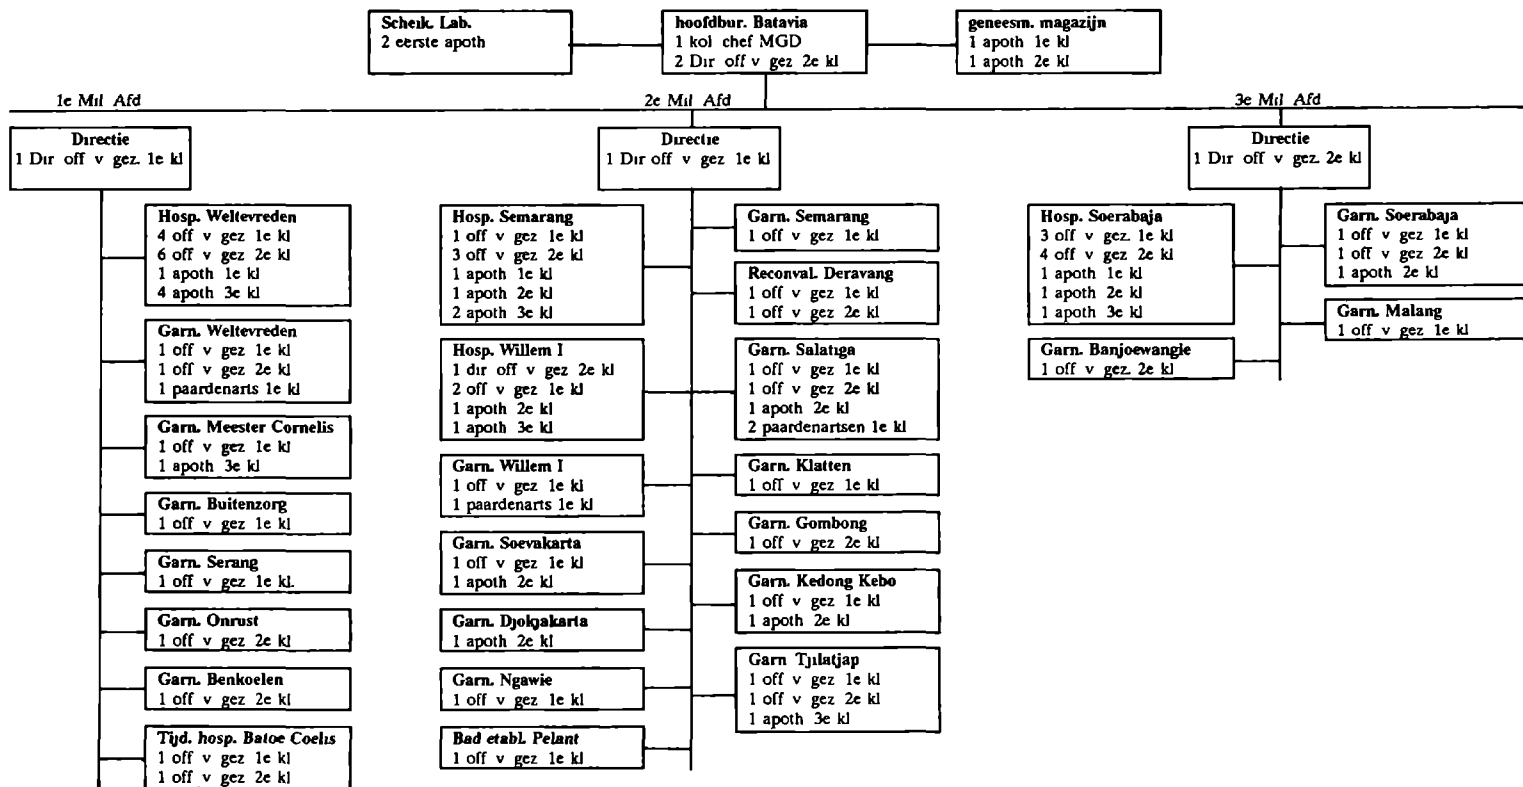 Scheik. Lab.
2 eerste apoth
hoofdbur. Batavia
1 kol chef MGD
2 Dir off v gez 2e kl
geneesm. magazijn
1 apoth 1e kl
1 apoth 2e kl
1e Mil Afd
2e Mil Afd
3e Mil Afd
Directie
1 Dir off v gez. 1e kl
Hosp. Weltevreden
4 off v gez 1e kl
6 off v gez 2e kl
1 apoth 1e kl
4 apoth 3e kl
Garn. Weltevreden
1 off v gez 1e kl
1 off v gez 2e kl
1 paardenarts 1e kl
Garn. Meester Cornelis
1 off v gez 1e kl
1 apoth 3e kl
Garn. Buitenzorg
1 off v gez 1e kl
Garn. Serang
1 off v gez 1e kl.
Garn. Onrust
1 off v gez 2e kl
Garn. Benkoelen
1 off v gez 2e kl
Tijd. hosp. Batoe Coelis
1 off v gez 1e kl
1 off v gez 2e kl
Directie
1 Dir off v gez 1e kl
Hosp. Semarang
1 off v gez 1e kl
3 off v gez 2e kl
1 apoth 1e kl
1 apoth 2e kl
2 apoth 3e kl
Hosp. Willem I
1 dir off v gez 2e kl
2 off v gez 1e kl
1 apoth 2e kl
1 apoth 3e kl
Garn. Willem I
1 off v gez 1e kl
1 paardenarts 1e kl
Garn. Soevakarta
1 off v gez 1e kl
1 apoth 2e kl
Garn. Djokjakarta
1 apoth 2e kl
Garn. Ngawie
1 off v gez 1e kl
Bad etabl. Pelant
1 off v gez 1e kl
Garn. Semarang
1 off v gez 1e kl
Reconval. Deravang
1 off v gez 1e kl
1 off v gez 2e kl
Garn. Salatiga
1 off v gez 1e kl
1 off v gez 2e kl
1 apoth 2e kl
2 paardenartsen 1e kl
Garn. Klatten
1 off v gez 1e kl
Garn. Gombong
1 off v gez 2e kl
Garn. Kedong Kebo
1 off v gez 1e kl
1 apoth 2e kl
Garn Tjilatjap
1 off v gez 1e kl
1 off v gez 2e kl
1 apoth 3e kl
Directie
1 Dir off v gez. 2e kl
Hosp. Soerabaja
3 off v gez. 1e kl
4 off v gez 2e kl
1 apoth 1e kl
1 apoth 2e kl
1 apoth 3e kl
Garn. Banjoewangie
1 off v gez. 2e kl
Garn. Soerabaja
1 off v gez 1e kl
1 off v gez 2e kl
1 apoth 2e kl
Garn. Malang
1 off v gez 1e kl